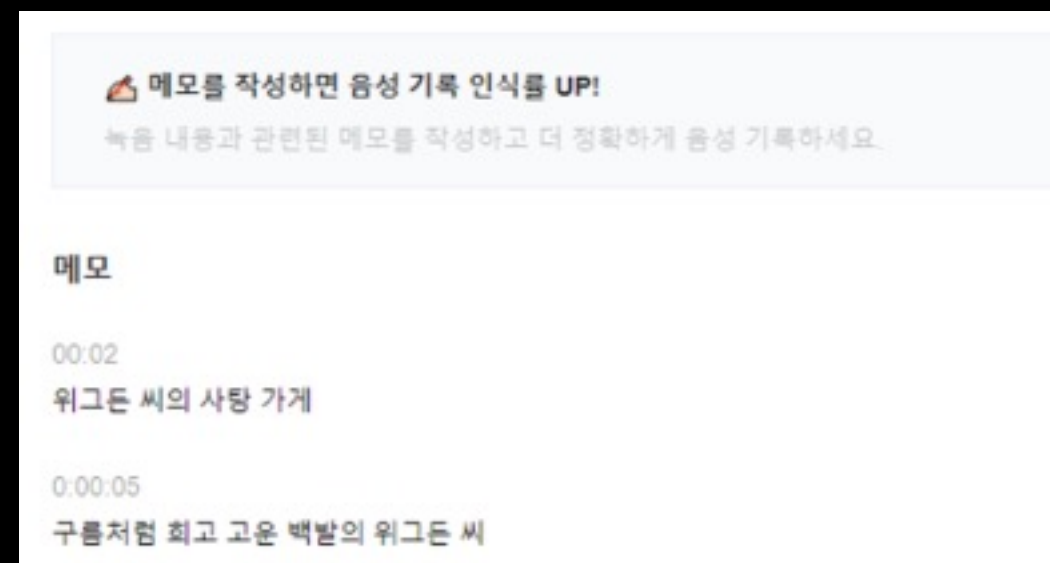 ✍ 메모를 작성하면 음성 기록 인식률 UP!
녹음 내용과 관련된 메모를 작성하고 더 정확하게 음성 기록하세요.
메모
00:02
위그든 씨의 사탕 가게
0:00:05
구름처럼 희고 고운 백발의 위그든 씨